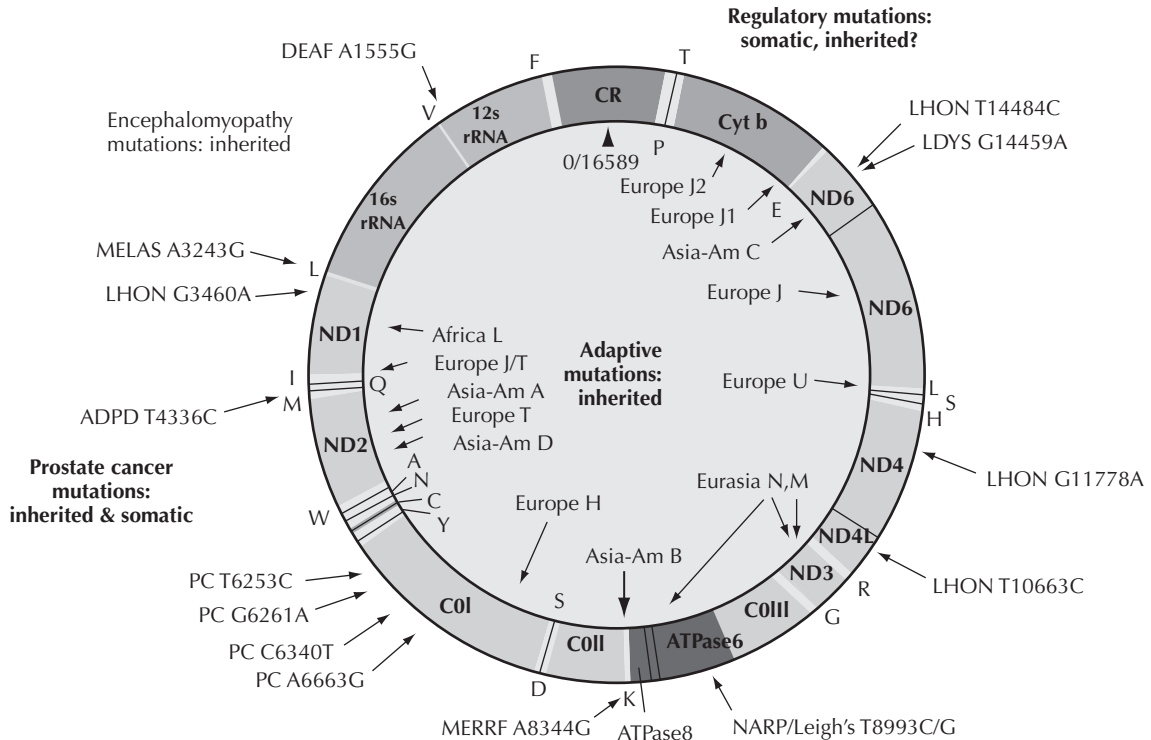 Regulatory mutations:
somatic, inherited?
DEAF A1555G
F
T
V
12s
rRNA
CR
Cyt b
LHON T14484C
LDYS G14459A
Encephalomyopathy
mutations: inherited
0/16589
P
Europe J2
Europe J1
E
ND6
Asia-Am C
16s
rRNA
MELAS A3243G
L
LHON G3460A
Europe J
ND6
ND1
Africa L
Europe J/T
Asia-Am A
Europe T
Asia-Am D
Adaptive
mutations:
inherited
Europe U
I
Q
M
ADPD T4336C
L
S
H
ND2
Prostate cancer
mutations:
inherited & somatic
A
N
C
Y
W
ND4
LHON G11778A
Eurasia N,M
Europe H
Asia-Am B
ND4L
ND3
R
LHON T10663C
G
PC T6253C
PC G6261A
PC C6340T
PC A6663G
C0I
S
C0II
ATPase6
C0III
D
K
MERRF A8344G
ATPase8
NARP/Leigh's T8993C/G